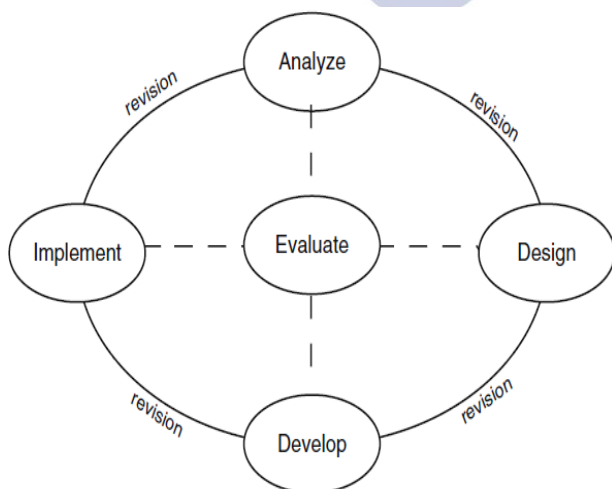 Analyze
revision
revision
Implement
Evaluate
Design
revision
revision
Develop